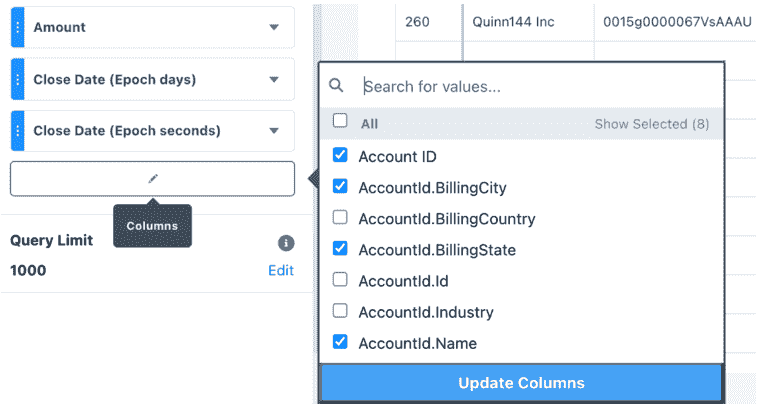 Amount
Close Date (Epoch days)
Close Date (Epoch seconds)
Columns
Query Limit
1000
Edit
260 Quinn144 Inc 0015g0000067VsAAAU
Search for values...
All Show Selected (8)
Account ID
AccountId.BillingCity
AccountId.BillingCountry
AccountId.BillingState
AccountId.Id
AccountId.Industry
AccountId.Name
Update Columns